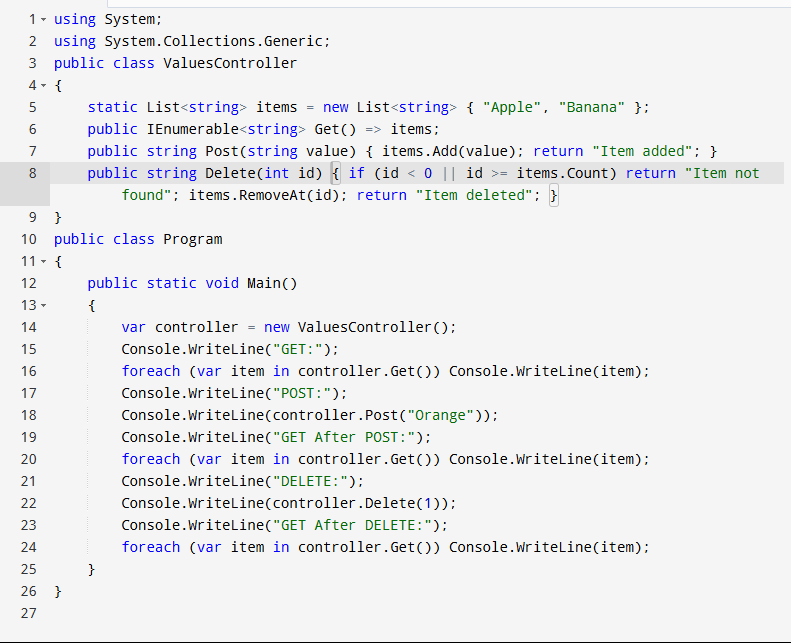 1 using System;
2 using System.Collections.Generic;
3 public class ValuesController
4 {
5     static List<string> items = new List<string> { "Apple", "Banana" };
6     public IEnumerable<string> Get() => items;
7     public string Post(string value) { items.Add(value); return "Item added"; }
8     public string Delete(int id) { if (id < 0 || id >= items.Count) return "Item not
        found"; items.RemoveAt(id); return "Item deleted"; }
9 }
10 public class Program
11 {
12     public static void Main()
13     {
14         var controller = new ValuesController();
15         Console.WriteLine("GET:");
16         foreach (var item in controller.Get()) Console.WriteLine(item);
17         Console.WriteLine("POST:");
18         Console.WriteLine(controller.Post("Orange"));
19         Console.WriteLine("GET After POST:");
20         foreach (var item in controller.Get()) Console.WriteLine(item);
21         Console.WriteLine("DELETE:");
22         Console.WriteLine(controller.Delete(1));
23         Console.WriteLine("GET After DELETE:");
24         foreach (var item in controller.Get()) Console.WriteLine(item);
25     }
26 }
27